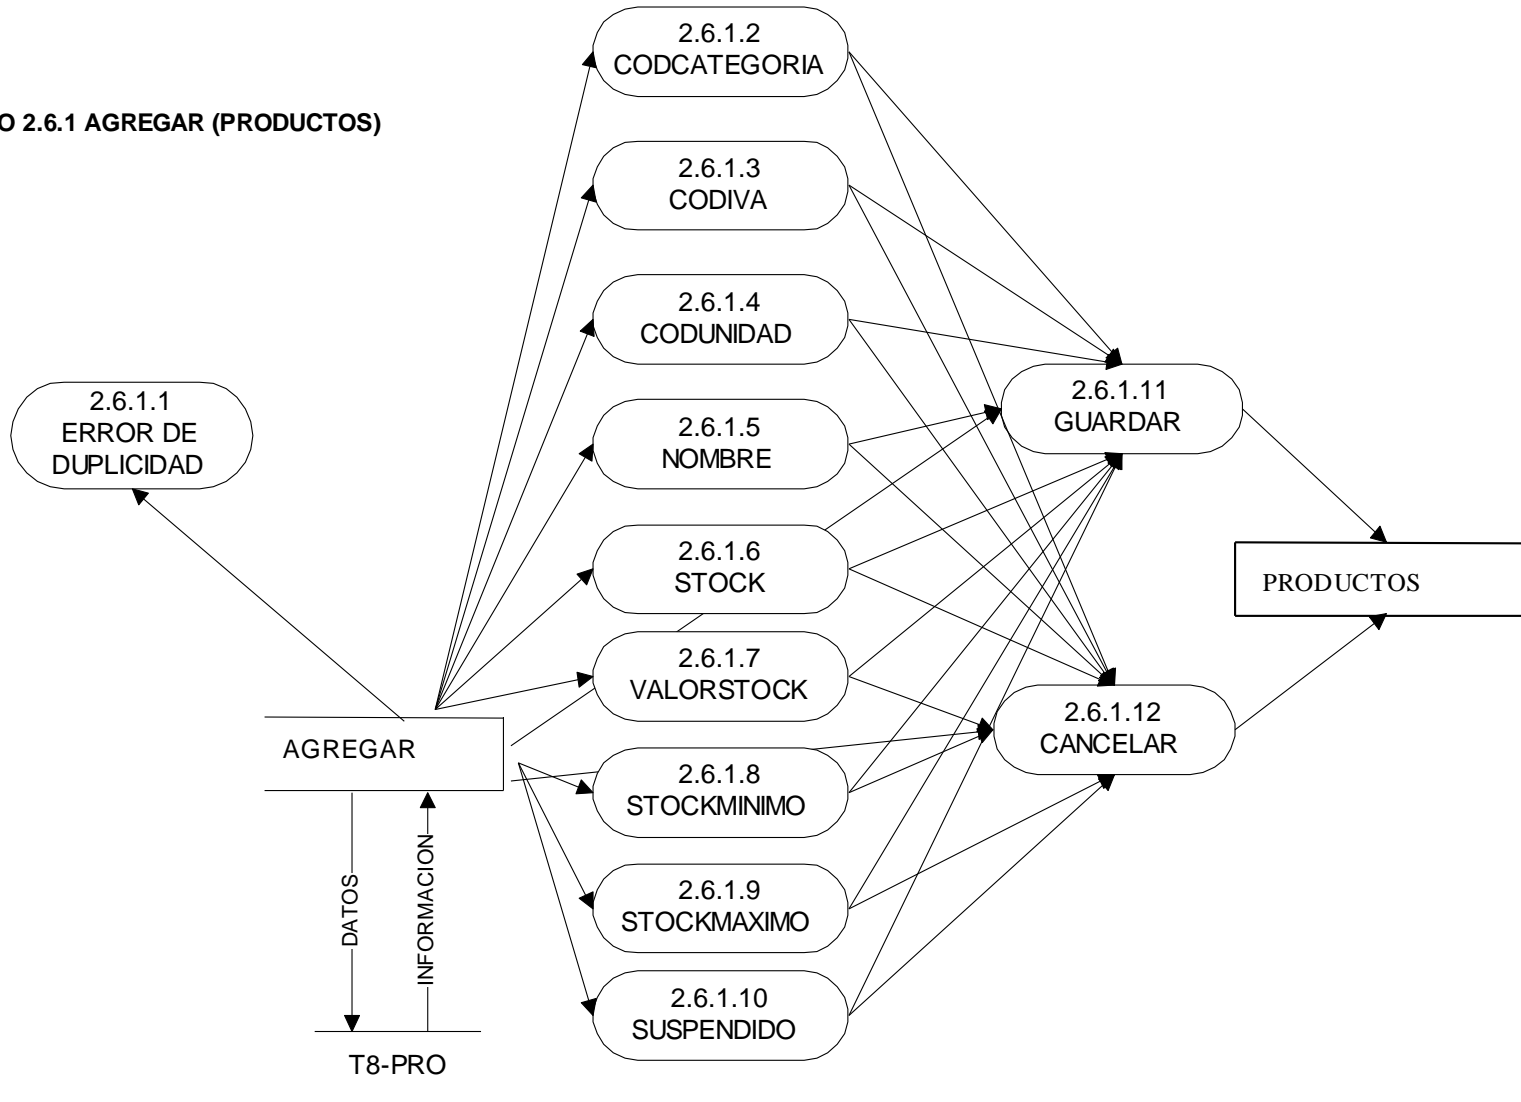 O 2.6.1 AGREGAR (PRODUCTOS)
2.6.1.2
CODCATEGORIA
2.6.1.3
CODIVA
2.6.1.4
CODUNIDAD
2.6.1.1
ERROR DE
DUPLICIDAD
2.6.1.5
NOMBRE
2.6.1.6
STOCK
2.6.1.7
VALORSTOCK
2.6.1.8
STOCKMINIMO
2.6.1.9
STOCKMAXIMO
2.6.1.10
SUSPENDIDO
2.6.1.11
GUARDAR
2.6.1.12
CANCELAR
PRODUCTOS
AGREGAR
DATOS
INFORMACION
T8-PRO